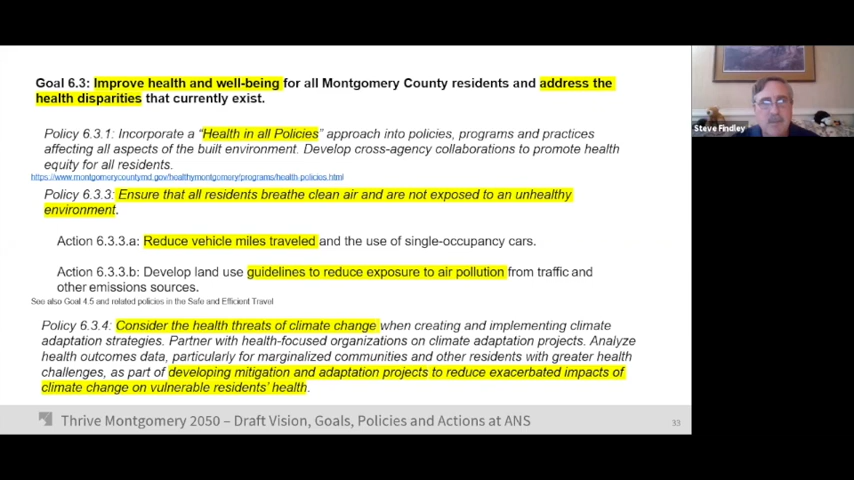 Goal 6.3: Improve health and well-being for all Montgomery County residents and address the
health disparities that currently exist.
Policy 6.3.1: Incorporate a “Health in all Policies” approach into policies, programs and practices
affecting all aspects of the built environment. Develop cross-agency collaborations to promote health
equity for all residents.
https://www.montgomerycountymd.gov/healthymontgomery/programs/health-policies.html
Policy 6.3.3: Ensure that all residents breathe clean air and are not exposed to an unhealthy
environment.
Action 6.3.3.a: Reduce vehicle miles traveled and the use of single-occupancy cars.
Action 6.3.3.b: Develop land use guidelines to reduce exposure to air pollution from traffic and
other emissions sources.
See also Goal 4.5 and related policies in the Safe and Efficient Travel
Policy 6.3.4: Consider the health threats of climate change when creating and implementing climate
adaptation strategies. Partner with health-focused organizations on climate adaptation projects. Analyze
health outcomes data, particularly for marginalized communities and other residents with greater health
challenges, as part of developing mitigation and adaptation projects to reduce exacerbated impacts of
climate change on vulnerable residents’ health.
Thrive Montgomery 2050 – Draft Vision, Goals, Policies and Actions at ANS
33
Steve Findley